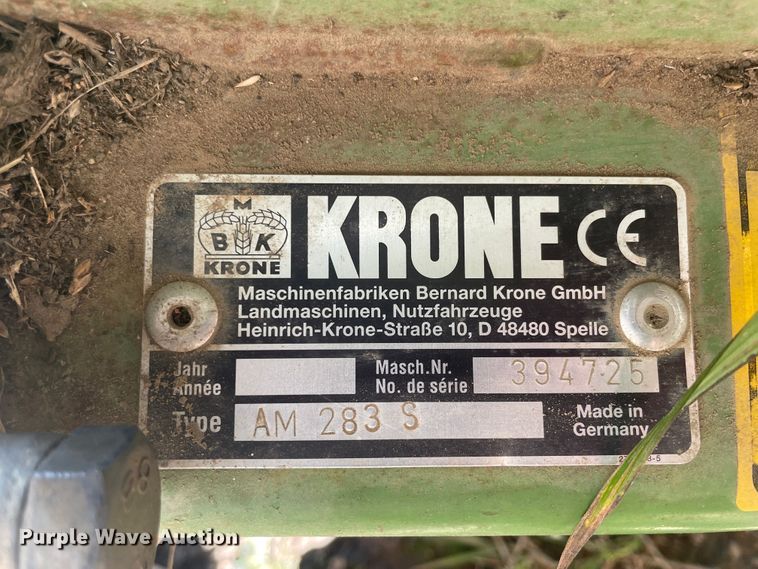 M
B K
KRONE
KRONE CE
Maschinenfabriken Bernard Krone GmbH
Landmaschinen, Nutzfahrzeuge
Heinrich-Krone-Straße 10, D 48480 Spelle
Jahr
Année
Masch.Nr.
No. de série
394725
Type AM 283 S
Made in
Germany
Purple Wave Auction